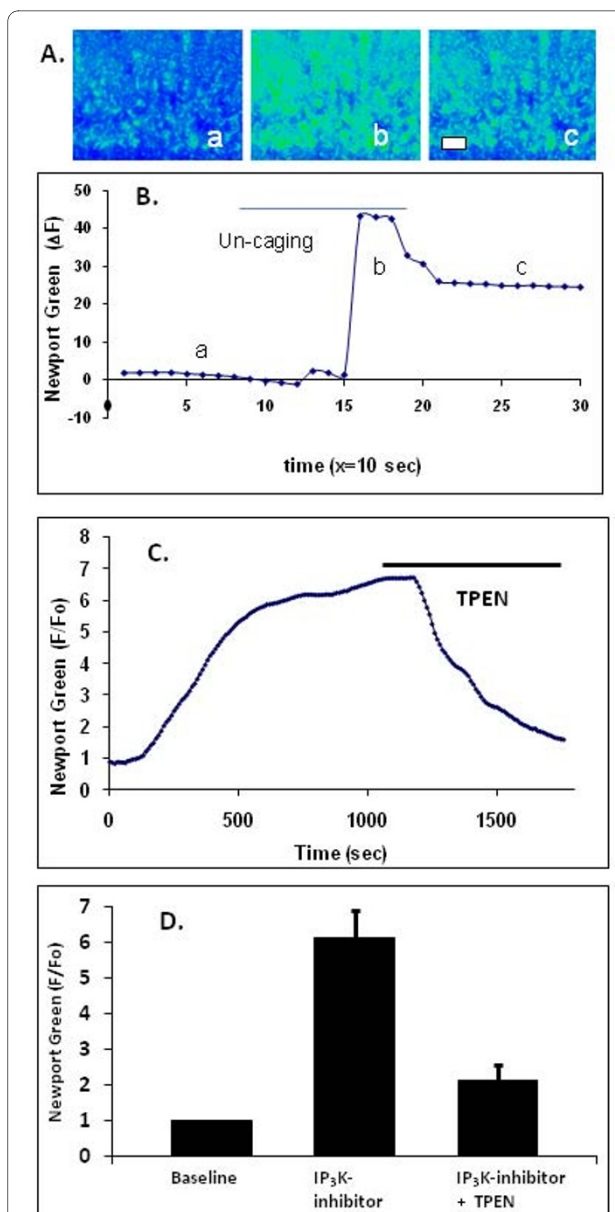 A.
a b c
B.
50
40
30
20
10
0
-10
Newport Green (ΔF)
Un-caging
a
b
c
0 5 10 15 20 25 30
time (x=10 sec)
C.
8
7
6
5
4
3
2
1
0
Newport Green (F/Fo)
TPEN
0 500 1000 1500
Time (sec)
D.
7
6
5
4
3
2
1
0
Newport Green (F/Fo)
Baseline
IP₃K-
inhibitor
IP₃K-inhibitor
+ TPEN